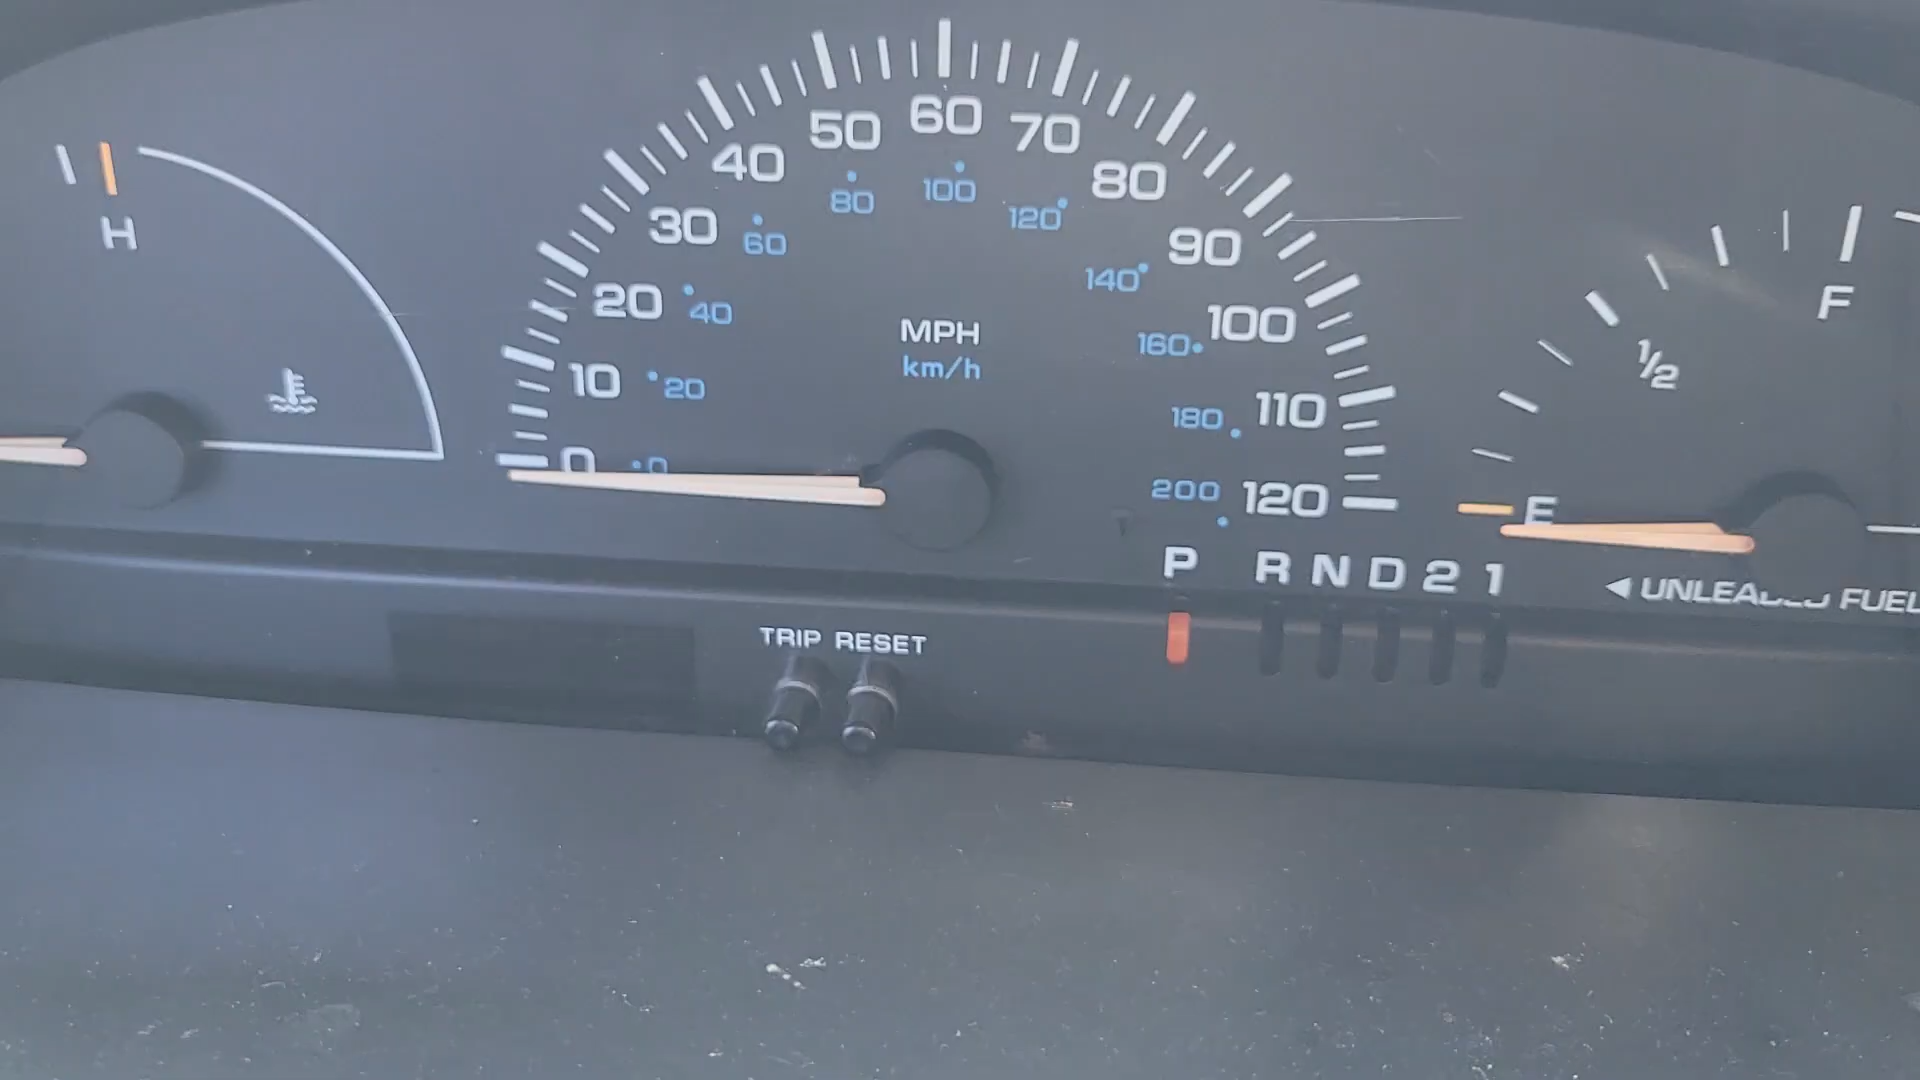 H
0 10 20 30 40 50 60 70 80 90 100 110 120
0 20 40 60 80 100 120 140 160 180 200
MPH
km/h
E ½ F
P R N D 2 1
◄ UNLEADED FUEL
TRIP RESET